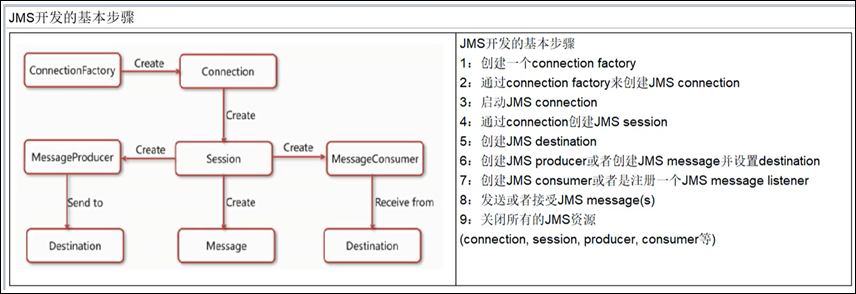 JMS开发的基本步骤
ConnectionFactory
Create
Connection
Create
MessageProducer
Create
Session
Create
MessageConsumer
Send to
Create
Receive from
Destination
Message
Destination
JMS开发的基本步骤
1：创建一个connection factory
2：通过connection factory来创建JMS connection
3：启动JMS connection
4：通过connection创建JMS session
5：创建JMS destination
6：创建JMS producer或者创建JMS message并设置destination
7：创建JMS consumer或者是注册一个JMS message listener
8：发送或者接受JMS message(s)
9：关闭所有的JMS资源
(connection, session, producer, consumer等)